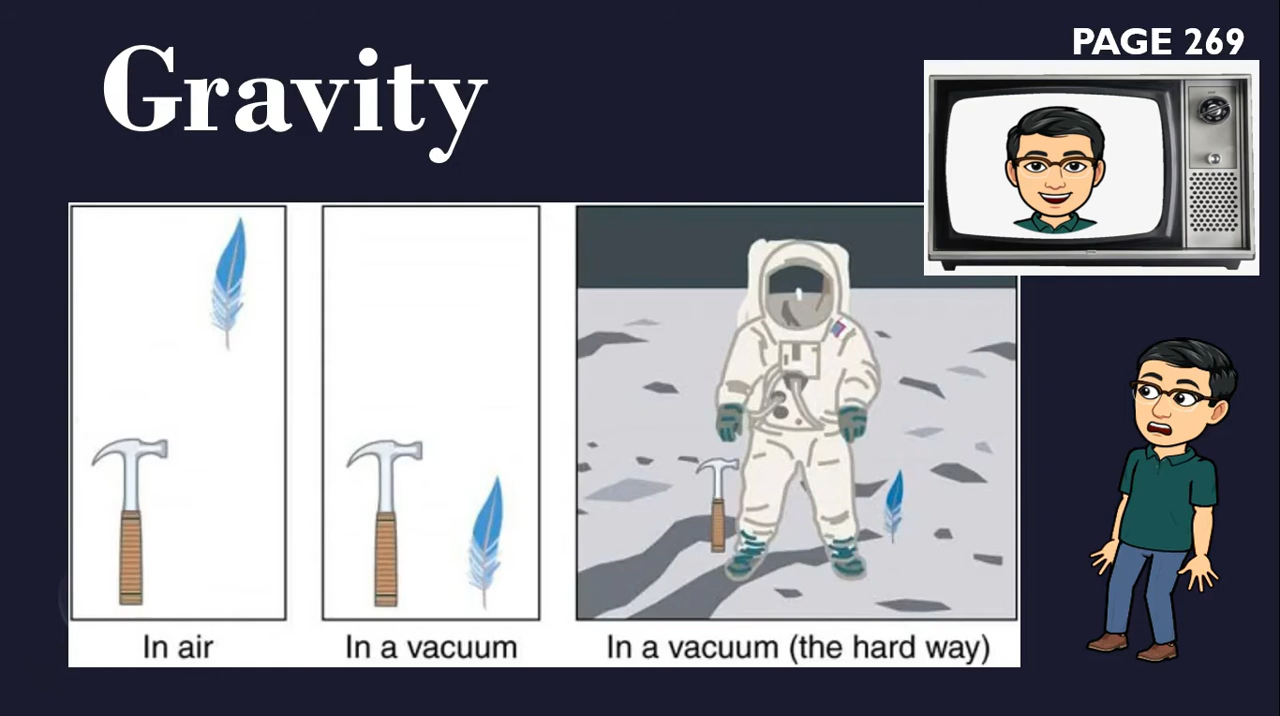 PAGE 269
Gravity
In air
In a vacuum
In a vacuum (the hard way)